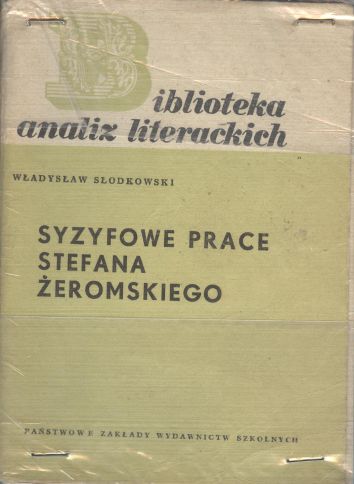 Biblioteka
analiz literackich
WŁADYSŁAW SŁODKOWSKI
SYZYFOWE PRACE
STEFANA
ŻEROMSKIEGO
PAŃSTWOWE ZAKŁADY WYDAWNICTW SZKOLNYCH